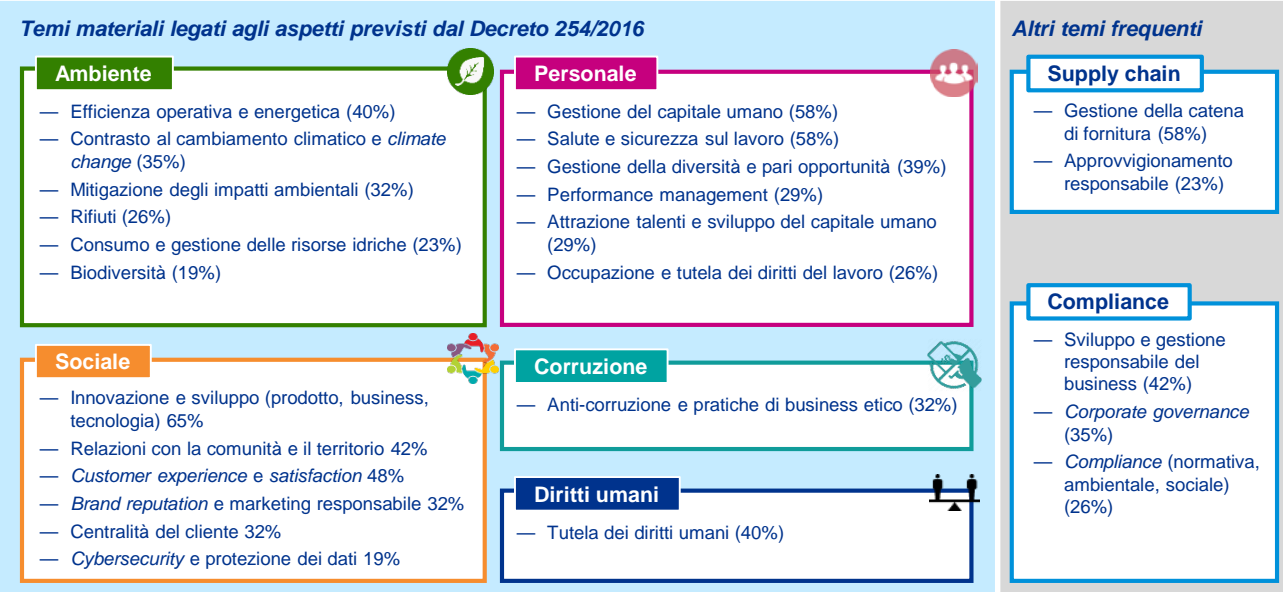 Temi materiali legati agli aspetti previsti dal Decreto 254/2016
Ambiente
— Efficienza operativa e energetica (40%)
— Contrasto al cambiamento climatico e climate
change (35%)
— Mitigazione degli impatti ambientali (32%)
— Rifiuti (26%)
— Consumo e gestione delle risorse idriche (23%)
— Biodiversità (19%)
Personale
— Gestione del capitale umano (58%)
— Salute e sicurezza sul lavoro (58%)
— Gestione della diversità e pari opportunità (39%)
— Performance management (29%)
— Attrazione talenti e sviluppo del capitale umano
(29%)
— Occupazione e tutela dei diritti del lavoro (26%)
Sociale
— Innovazione e sviluppo (prodotto, business,
tecnologia) 65%
— Relazioni con la comunità e il territorio 42%
— Customer experience e satisfaction 48%
— Brand reputation e marketing responsabile 32%
— Centralità del cliente 32%
— Cybersecurity e protezione dei dati 19%
Corruzione
— Anti-corruzione e pratiche di business etico (32%)
Diritti umani
— Tutela dei diritti umani (40%)
Altri temi frequenti
Supply chain
— Gestione della catena
di fornitura (58%)
— Approvvigionamento
responsabile (23%)
Compliance
— Sviluppo e gestione
responsabile del
business (42%)
— Corporate governance
(35%)
— Compliance (normativa,
ambientale, sociale)
(26%)